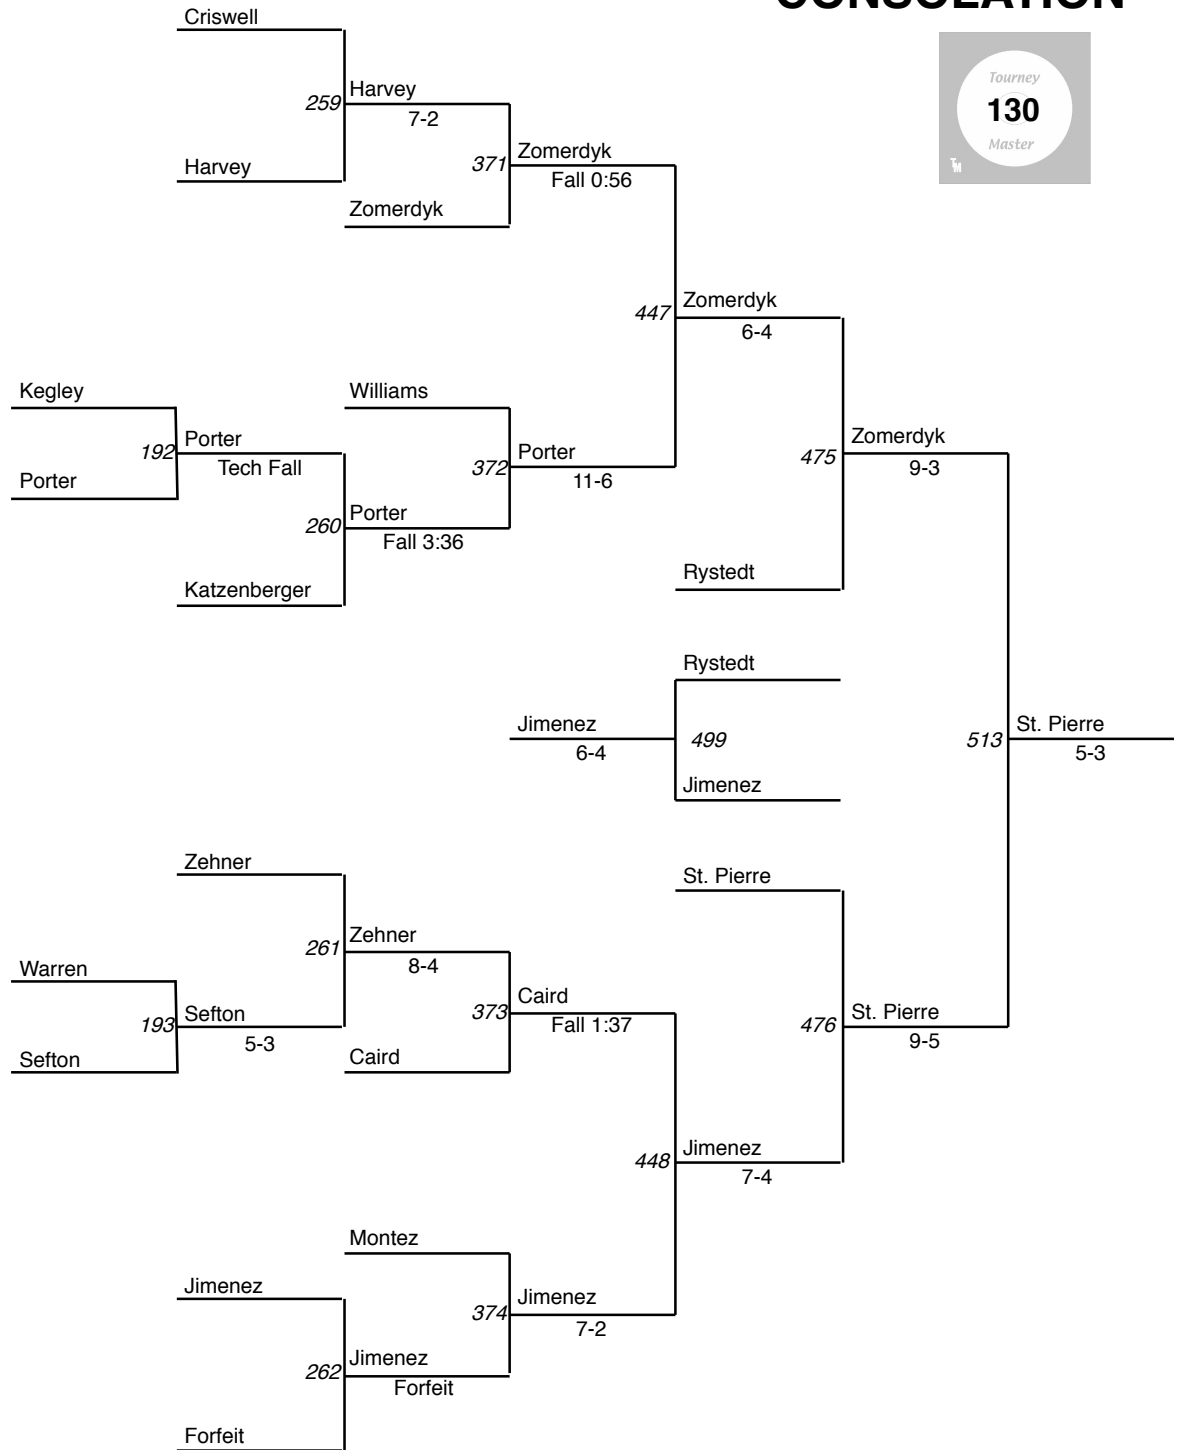 CONSOLATION
Criswell
Tourney
130
Master
TM
259
Harvey
7-2
Harvey
371
Zomerdyk
Fall 0:56
Zomerdyk
447
Zomerdyk
6-4
Kegley
Williams
192
Porter
Tech Fall
Porter
372
Porter
11-6
475
Zomerdyk
9-3
260
Porter
Fall 3:36
Katzenberger
Rystedt
Rystedt
Jimenez
6-4
499
Jimenez
513
St. Pierre
5-3
Zehner
St. Pierre
261
Zehner
8-4
Warren
193
Sefton
5-3
Sefton
373
Caird
Fall 1:37
Caird
476
St. Pierre
9-5
448
Jimenez
7-4
Montez
Jimenez
374
Jimenez
7-2
262
Jimenez
Forfeit
Forfeit